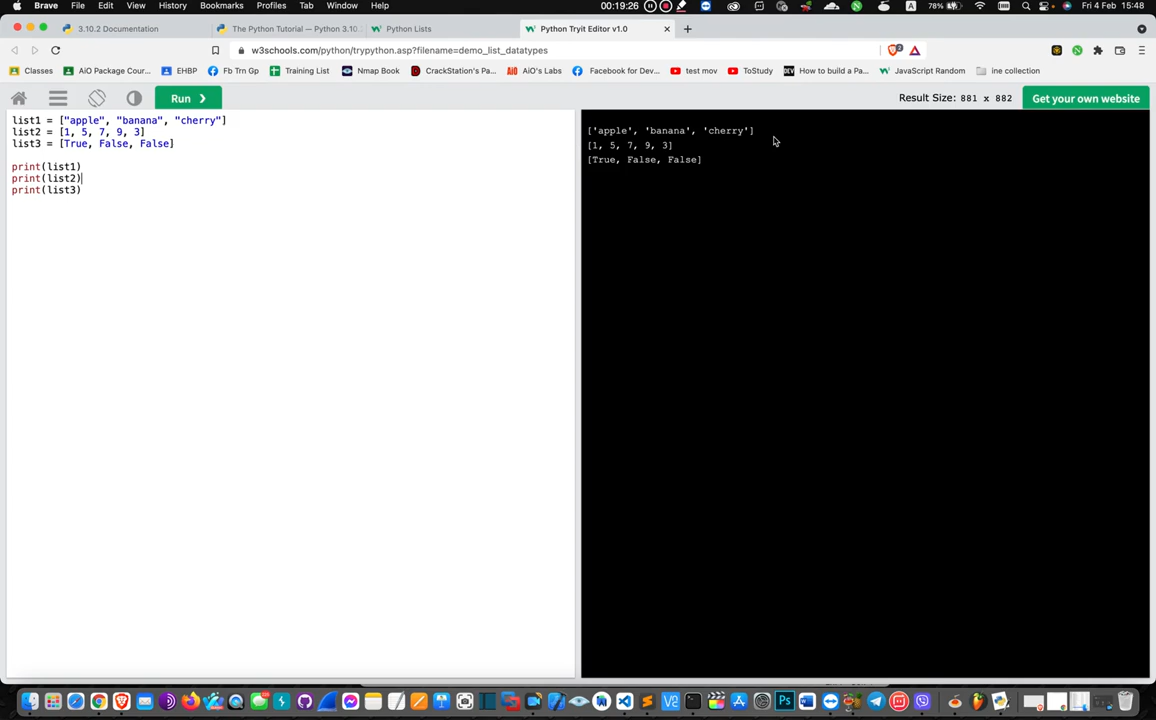 Brave File Edit View History Bookmarks Profiles Tab Window Help 00:19:26 78% Fri 4 Feb 15:48
3.10.2 Documentation The Python Tutorial — Python 3.10. Python Lists Python Tryit Editor v1.0
w3schools.com/python/trypython.asp?filename=demo_list_datatypes
Classes AiO Package Cour... EHBP Fb Trn Gp Training List Nmap Book CrackStation's Pa... AiO's Labs Facebook for Dev... test mov ToStudy How to build a Pa... JavaScript Random ine collection
Run ❯ Result Size: 881 x 882 Get your own website
list1 = ["apple", "banana", "cherry"]
list2 = [1, 5, 7, 9, 3]
list3 = [True, False, False]
print(list1)
print(list2)
print(list3)
['apple', 'banana', 'cherry']
[1, 5, 7, 9, 3]
[True, False, False]